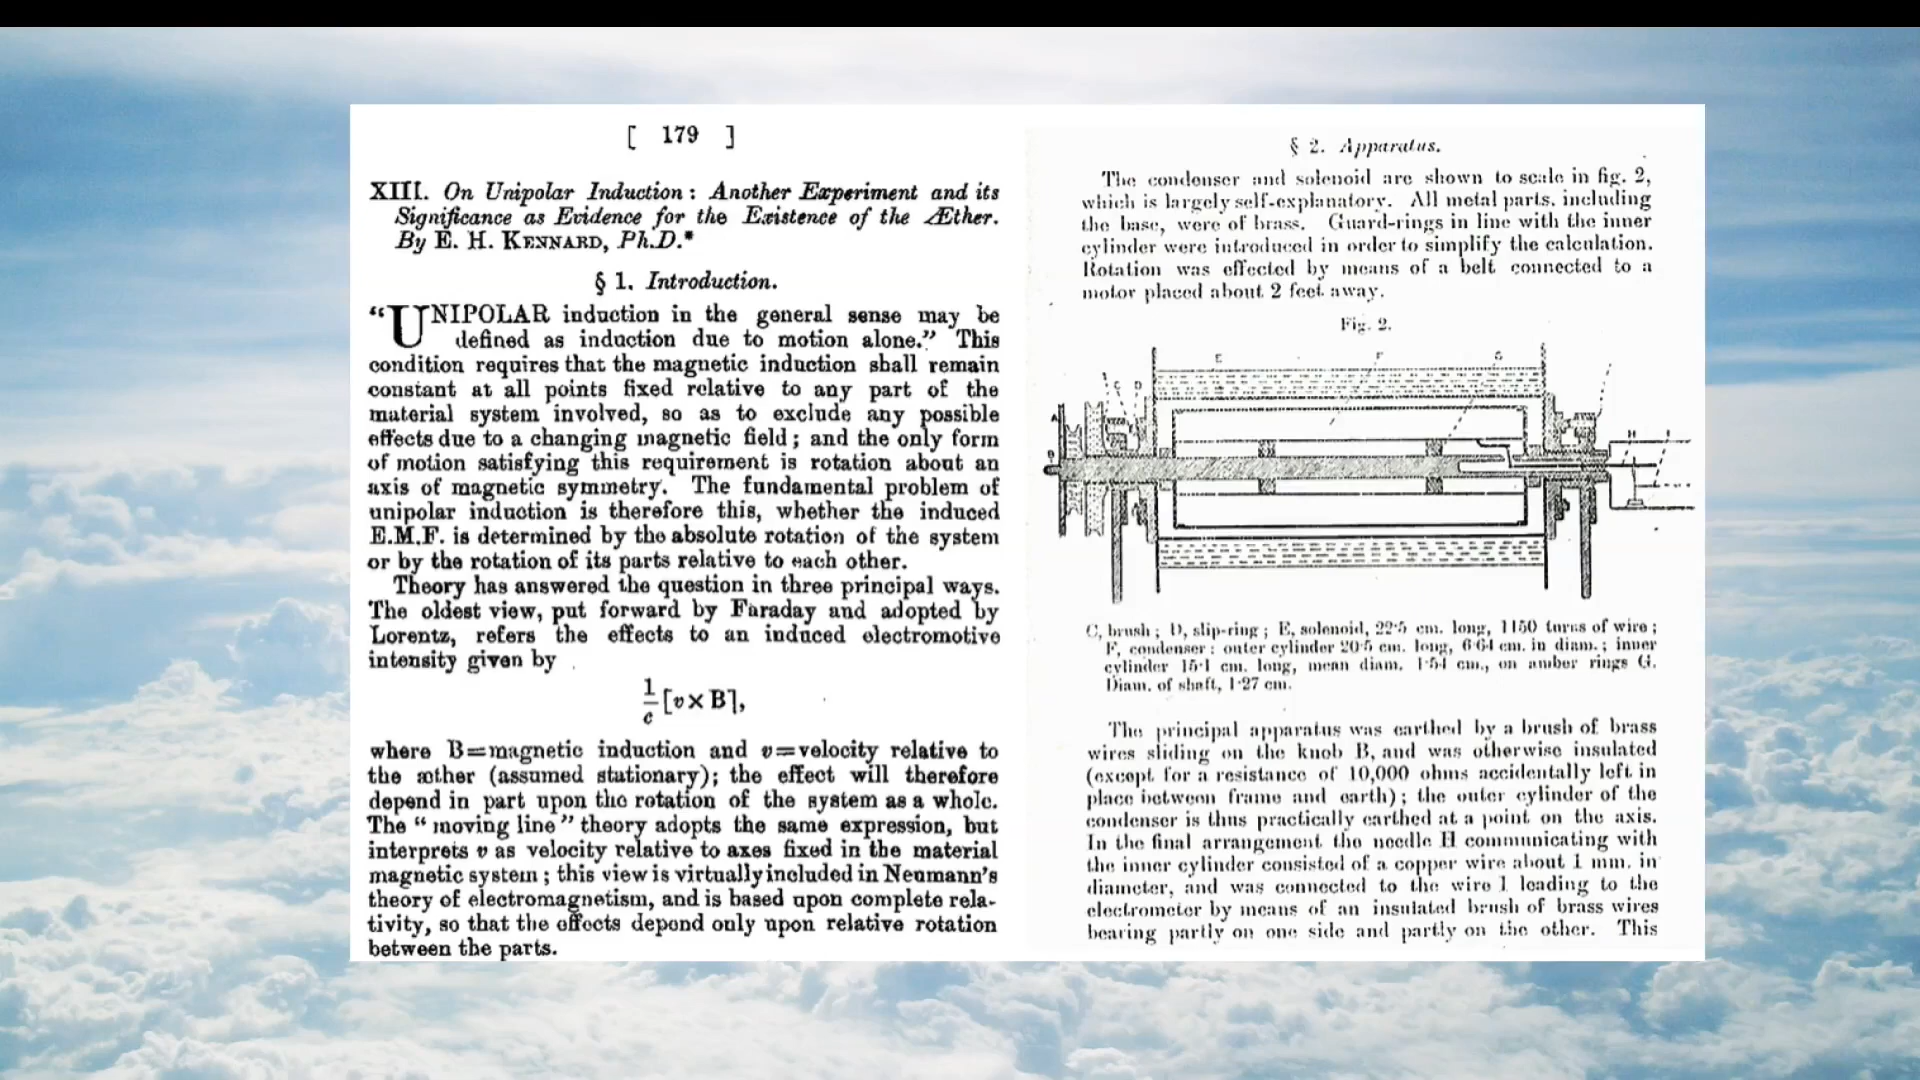 [ 179 ]
XIII. On Unipolar Induction: Another Experiment and its
Significance as Evidence for the Existence of the Æther.
By E. H. KENNARD, Ph.D.*
§ 1. Introduction.
“UNIPOLAR induction in the general sense may be
defined as induction due to motion alone.” This
condition requires that the magnetic induction shall remain
constant at all points fixed relative to any part of the
material system involved, so as to exclude any possible
effects due to a changing magnetic field; and the only form
of motion satisfying this requirement is rotation about an
axis of magnetic symmetry. The fundamental problem of
unipolar induction is therefore this, whether the induced
E.M.F. is determined by the absolute rotation of the system
or by the rotation of its parts relative to each other.
Theory has answered the question in three principal ways.
The oldest view, put forward by Faraday and adopted by
Lorentz, refers the effects to an induced electromotive
intensity given by
1/c [v × B],
where B=magnetic induction and v=velocity relative to
the æther (assumed stationary); the effect will therefore
depend in part upon the rotation of the system as a whole.
The “moving line” theory adopts the same expression, but
interprets v as velocity relative to axes fixed in the material
magnetic system; this view is virtually included in Neumann's
theory of electromagnetism, and is based upon complete rela-
tivity, so that the effects depend only upon relative rotation
between the parts.
§ 2. Apparatus.
The condenser and solenoid are shown to scale in fig. 2,
which is largely self-explanatory. All metal parts, including
the base, were of brass. Guard-rings in line with the inner
cylinder were introduced in order to simplify the calculation.
Rotation was effected by means of a belt connected to a
motor placed about 2 feet away.
Fig. 2.
E F G
C D
A
B
H I
C, brush; D, slip-ring; E, solenoid, 22·5 cm. long, 1150 turns of wire;
F, condenser: outer cylinder 20·5 cm. long, 6·64 cm. in diam.; inner
cylinder 15·1 cm. long, mean diam. 1·54 cm., on amber rings G.
Diam. of shaft, 1·27 cm.
The principal apparatus was earthed by a brush of brass
wires sliding on the knob B, and was otherwise insulated
(except for a resistance of 10,000 ohms accidentally left in
place between frame and earth); the outer cylinder of the
condenser is thus practically earthed at a point on the axis.
In the final arrangement the needle H communicating with
the inner cylinder consisted of a copper wire about 1 mm. in
diameter, and was connected to the wire I leading to the
electrometer by means of an insulated brush of brass wires
bearing partly on one side and partly on the other. This